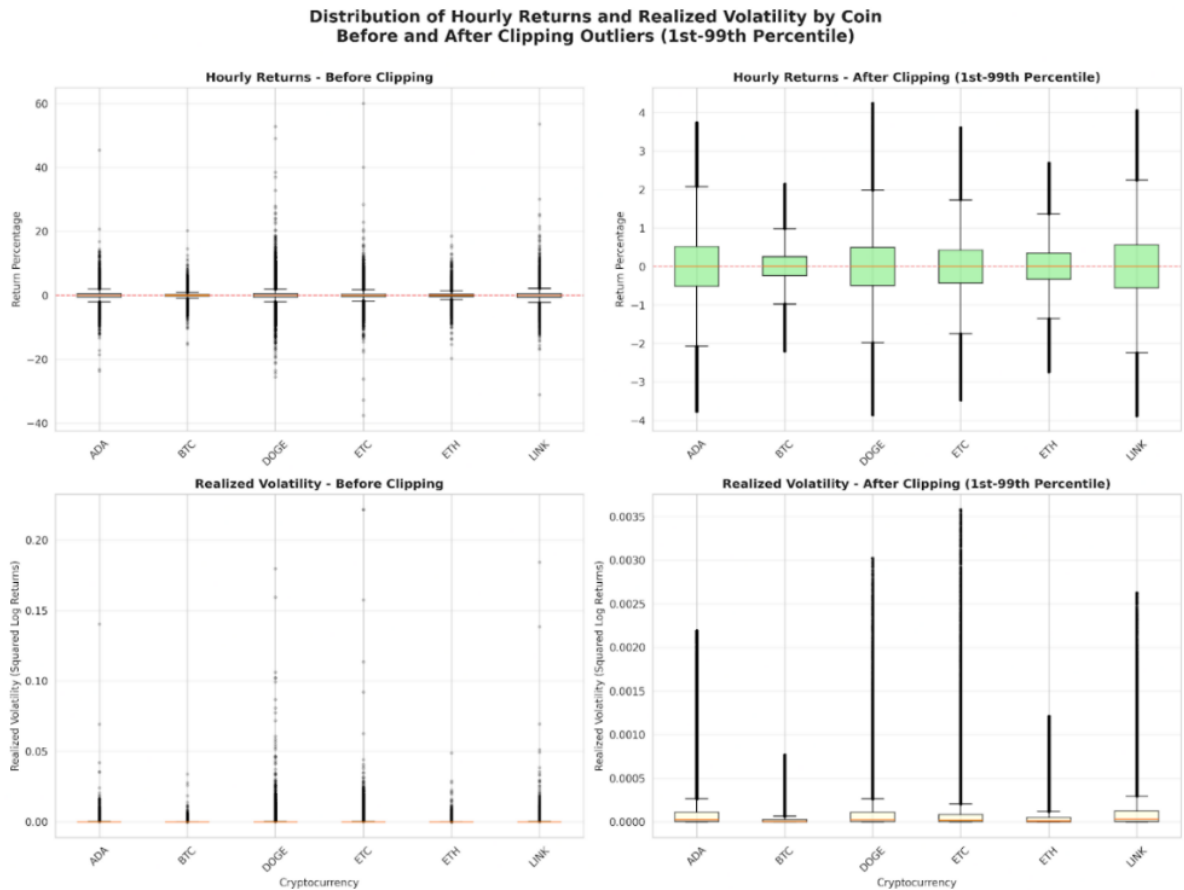 Distribution of Hourly Returns and Realized Volatility by Coin
Before and After Clipping Outliers (1st-99th Percentile)
Hourly Returns - Before Clipping
Return Percentage
60
40
20
0
−20
−40
ADA
BTC
DOGE
ETC
ETH
LINK
Hourly Returns - After Clipping (1st-99th Percentile)
Return Percentage
4
3
2
1
0
−1
−2
−3
−4
ADA
BTC
DOGE
ETC
ETH
LINK
Realized Volatility - Before Clipping
Realized Volatility (Squared Log Returns)
0.20
0.15
0.10
0.05
0.00
ADA
BTC
DOGE
ETC
ETH
LINK
Cryptocurrency
Realized Volatility - After Clipping (1st-99th Percentile)
Realized Volatility (Squared Log Returns)
0.0035
0.0030
0.0025
0.0020
0.0015
0.0010
0.0005
0.0000
ADA
BTC
DOGE
ETC
ETH
LINK
Cryptocurrency